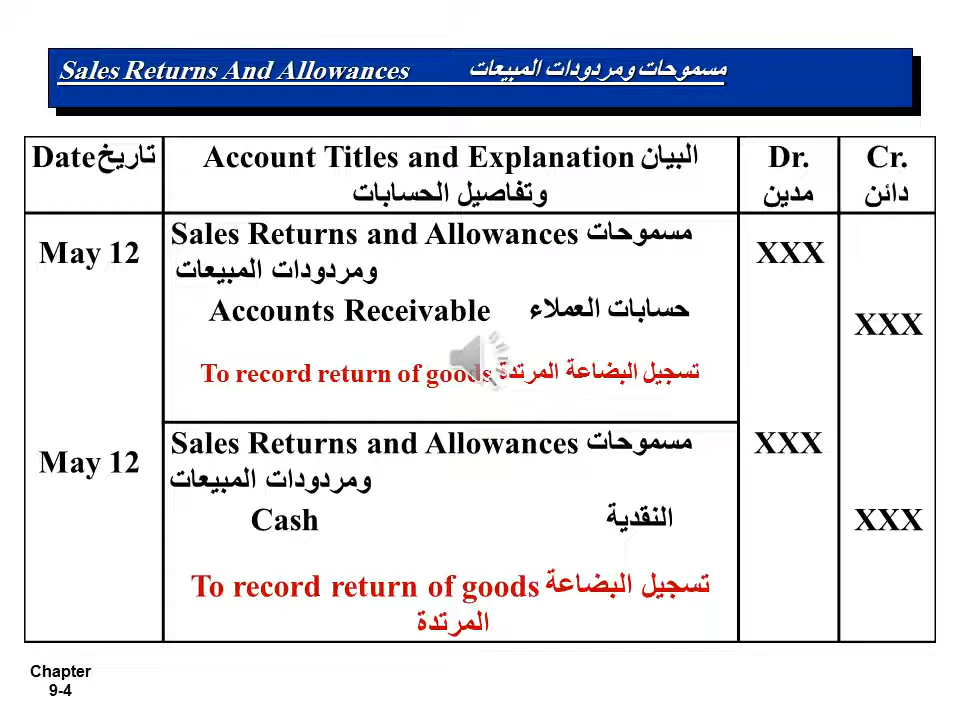 Sales Returns And Allowances مسموحات ومردودات المبيعات
Date تاريخ
Account Titles and Explanation البيان
وتفاصيل الحسابات
Dr.
مدين
Cr.
دائن
May 12
Sales Returns and Allowances مسموحات
ومردودات المبيعات
XXX
Accounts Receivable حسابات العملاء
XXX
To record return of goods تسجيل البضاعة المرتدة
May 12
Sales Returns and Allowances مسموحات
ومردودات المبيعات
XXX
Cash النقدية
XXX
To record return of goods تسجيل البضاعة
المرتدة
Chapter
9-4